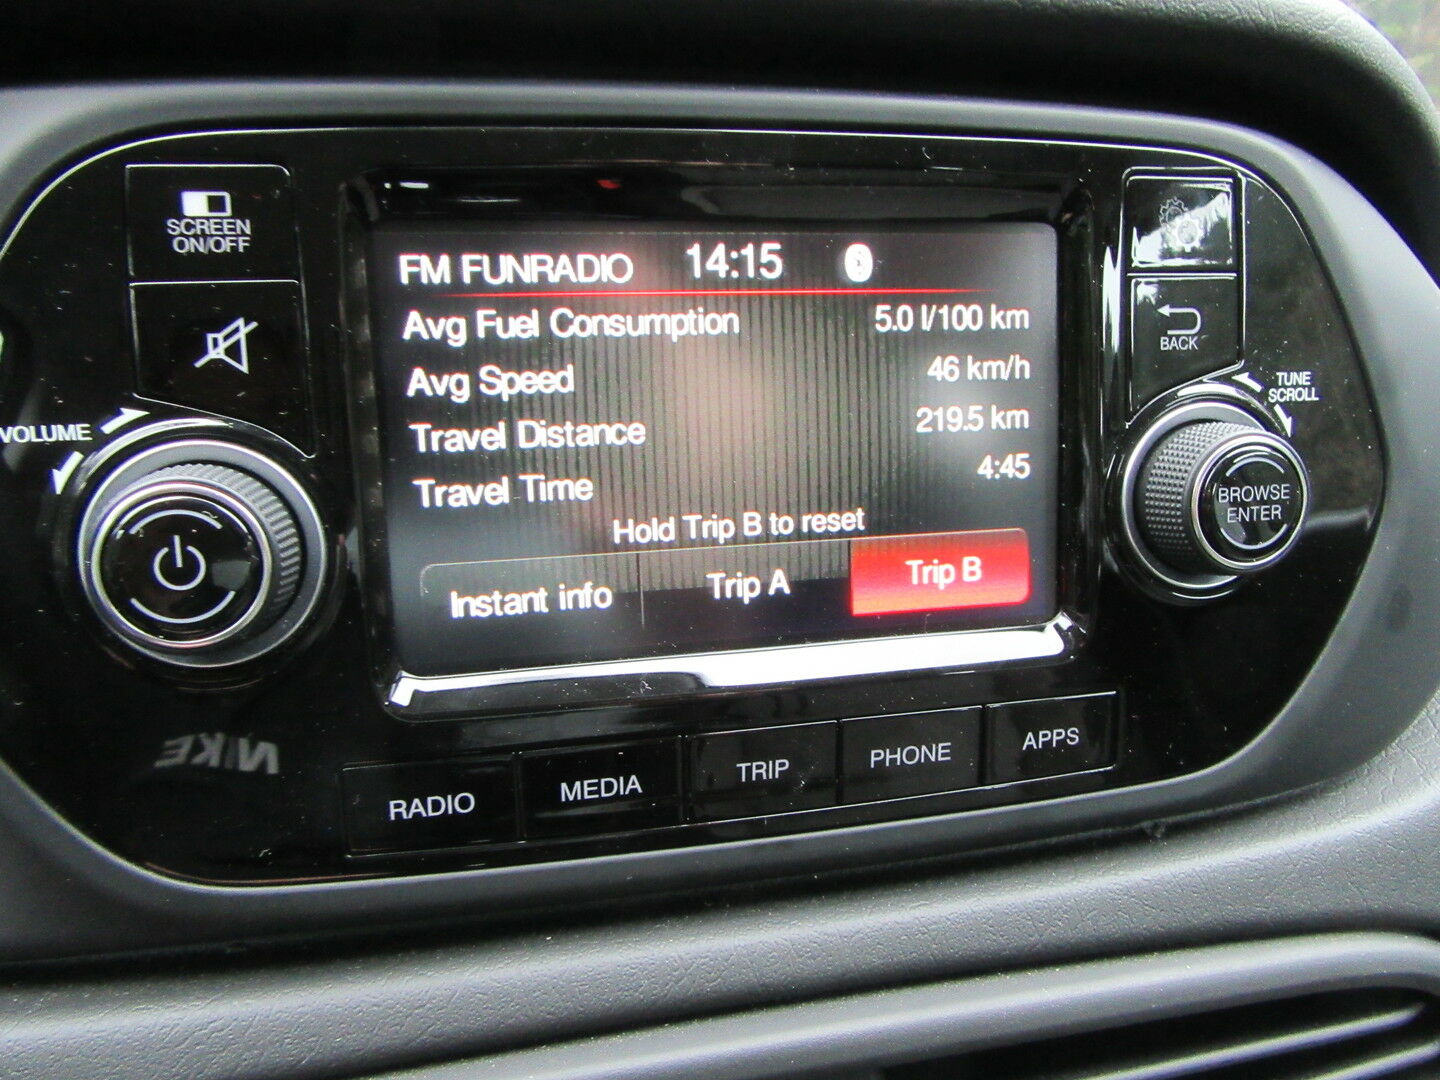 SCREEN
ON/OFF
VOLUME
FM FUNRADIO 14:15
Avg Fuel Consumption 5.0 l/100 km
Avg Speed 46 km/h
Travel Distance 219.5 km
Travel Time 4:45
Hold Trip B to reset
Instant info Trip A Trip B
BACK
TUNE
SCROLL
BROWSE
ENTER
NIKE
RADIO MEDIA TRIP PHONE APPS